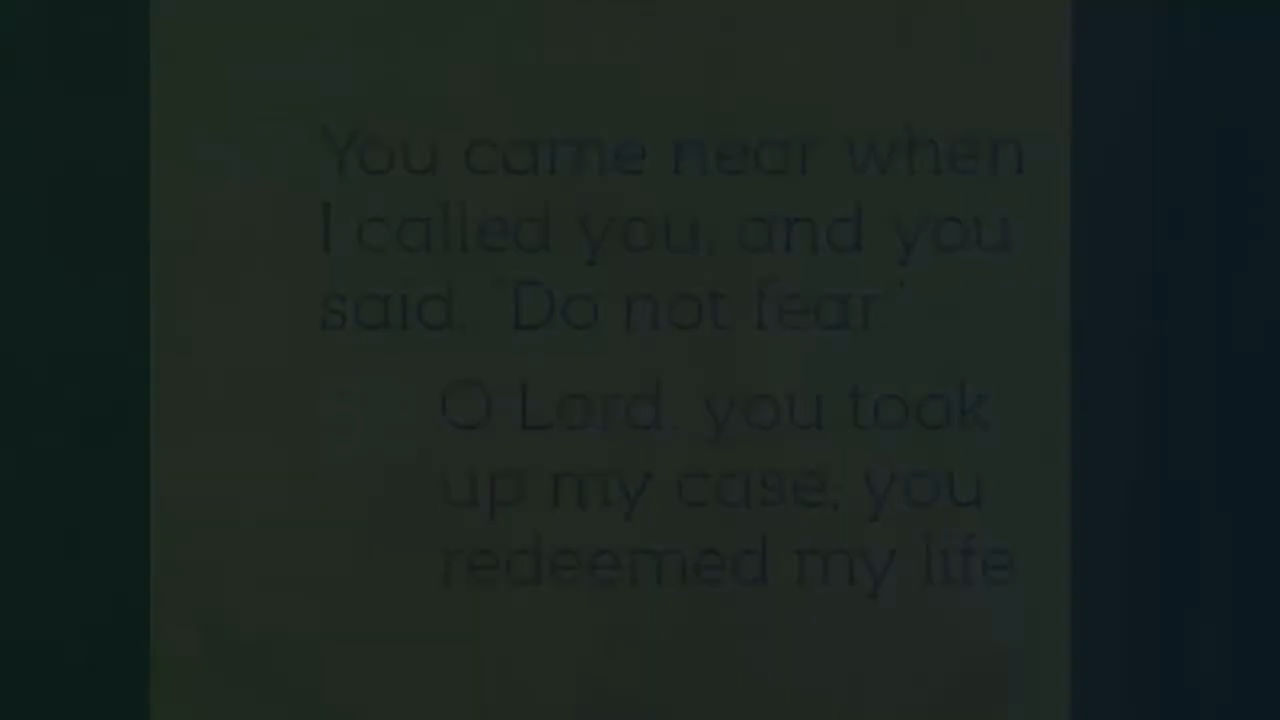 You came near when
I called you, and you
said, "Do not fear."
O Lord, you took
up my case; you
redeemed my life